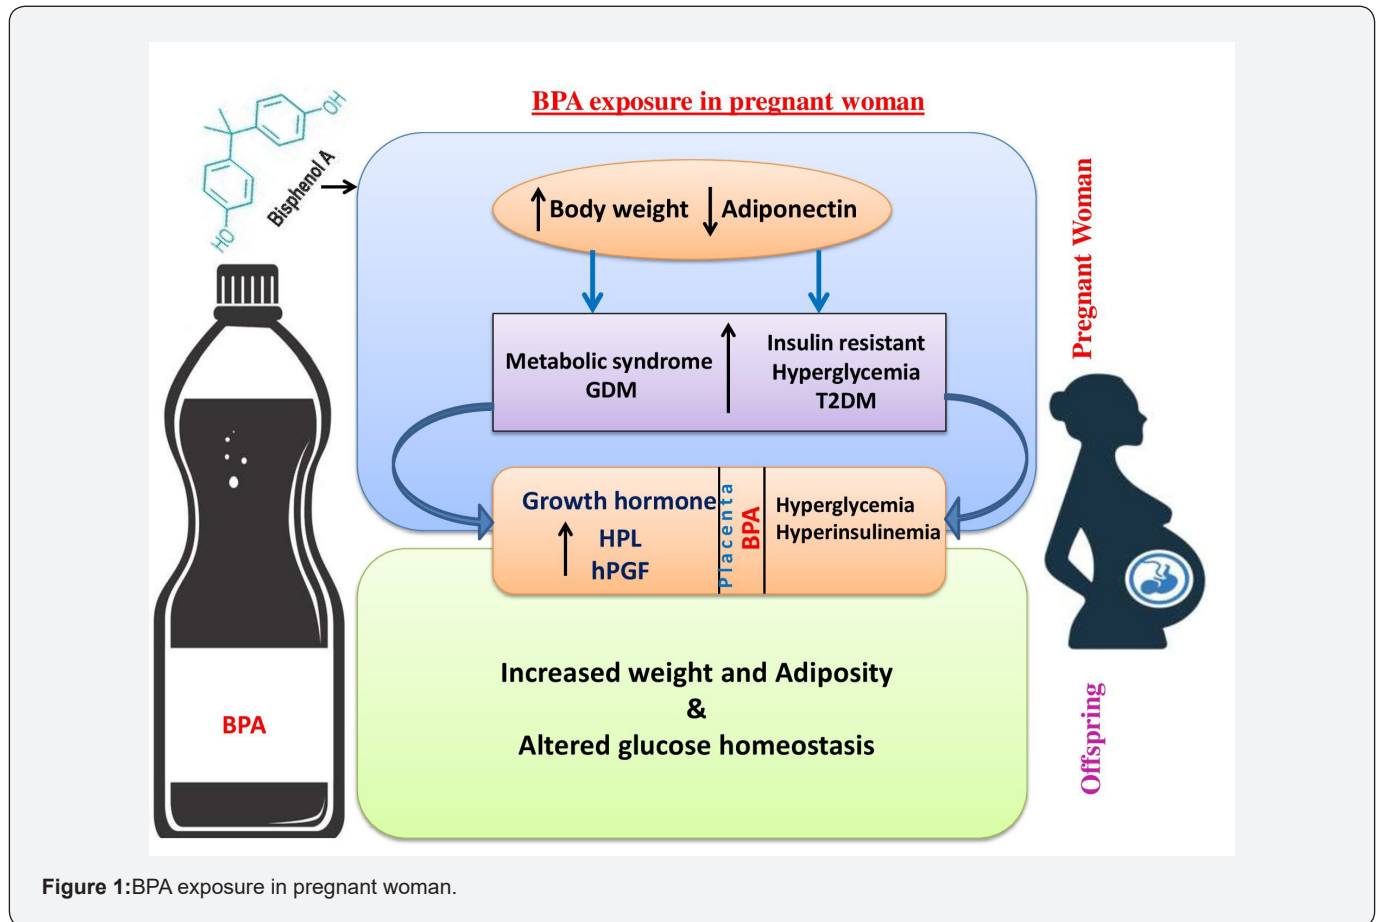 BPA exposure in pregnant woman
OH
HO
Bisphenol A
Body weight
Adiponectin
Metabolic syndrome
GDM
Insulin resistant
Hyperglycemia
T2DM
Growth hormone
HPL
hPGF
Placenta
BPA
Hyperglycemia
Hyperinsulinemia
Increased weight and Adiposity
&
Altered glucose homeostasis
BPA
Pregnant Woman
Offspring
Figure 1:BPA exposure in pregnant woman.